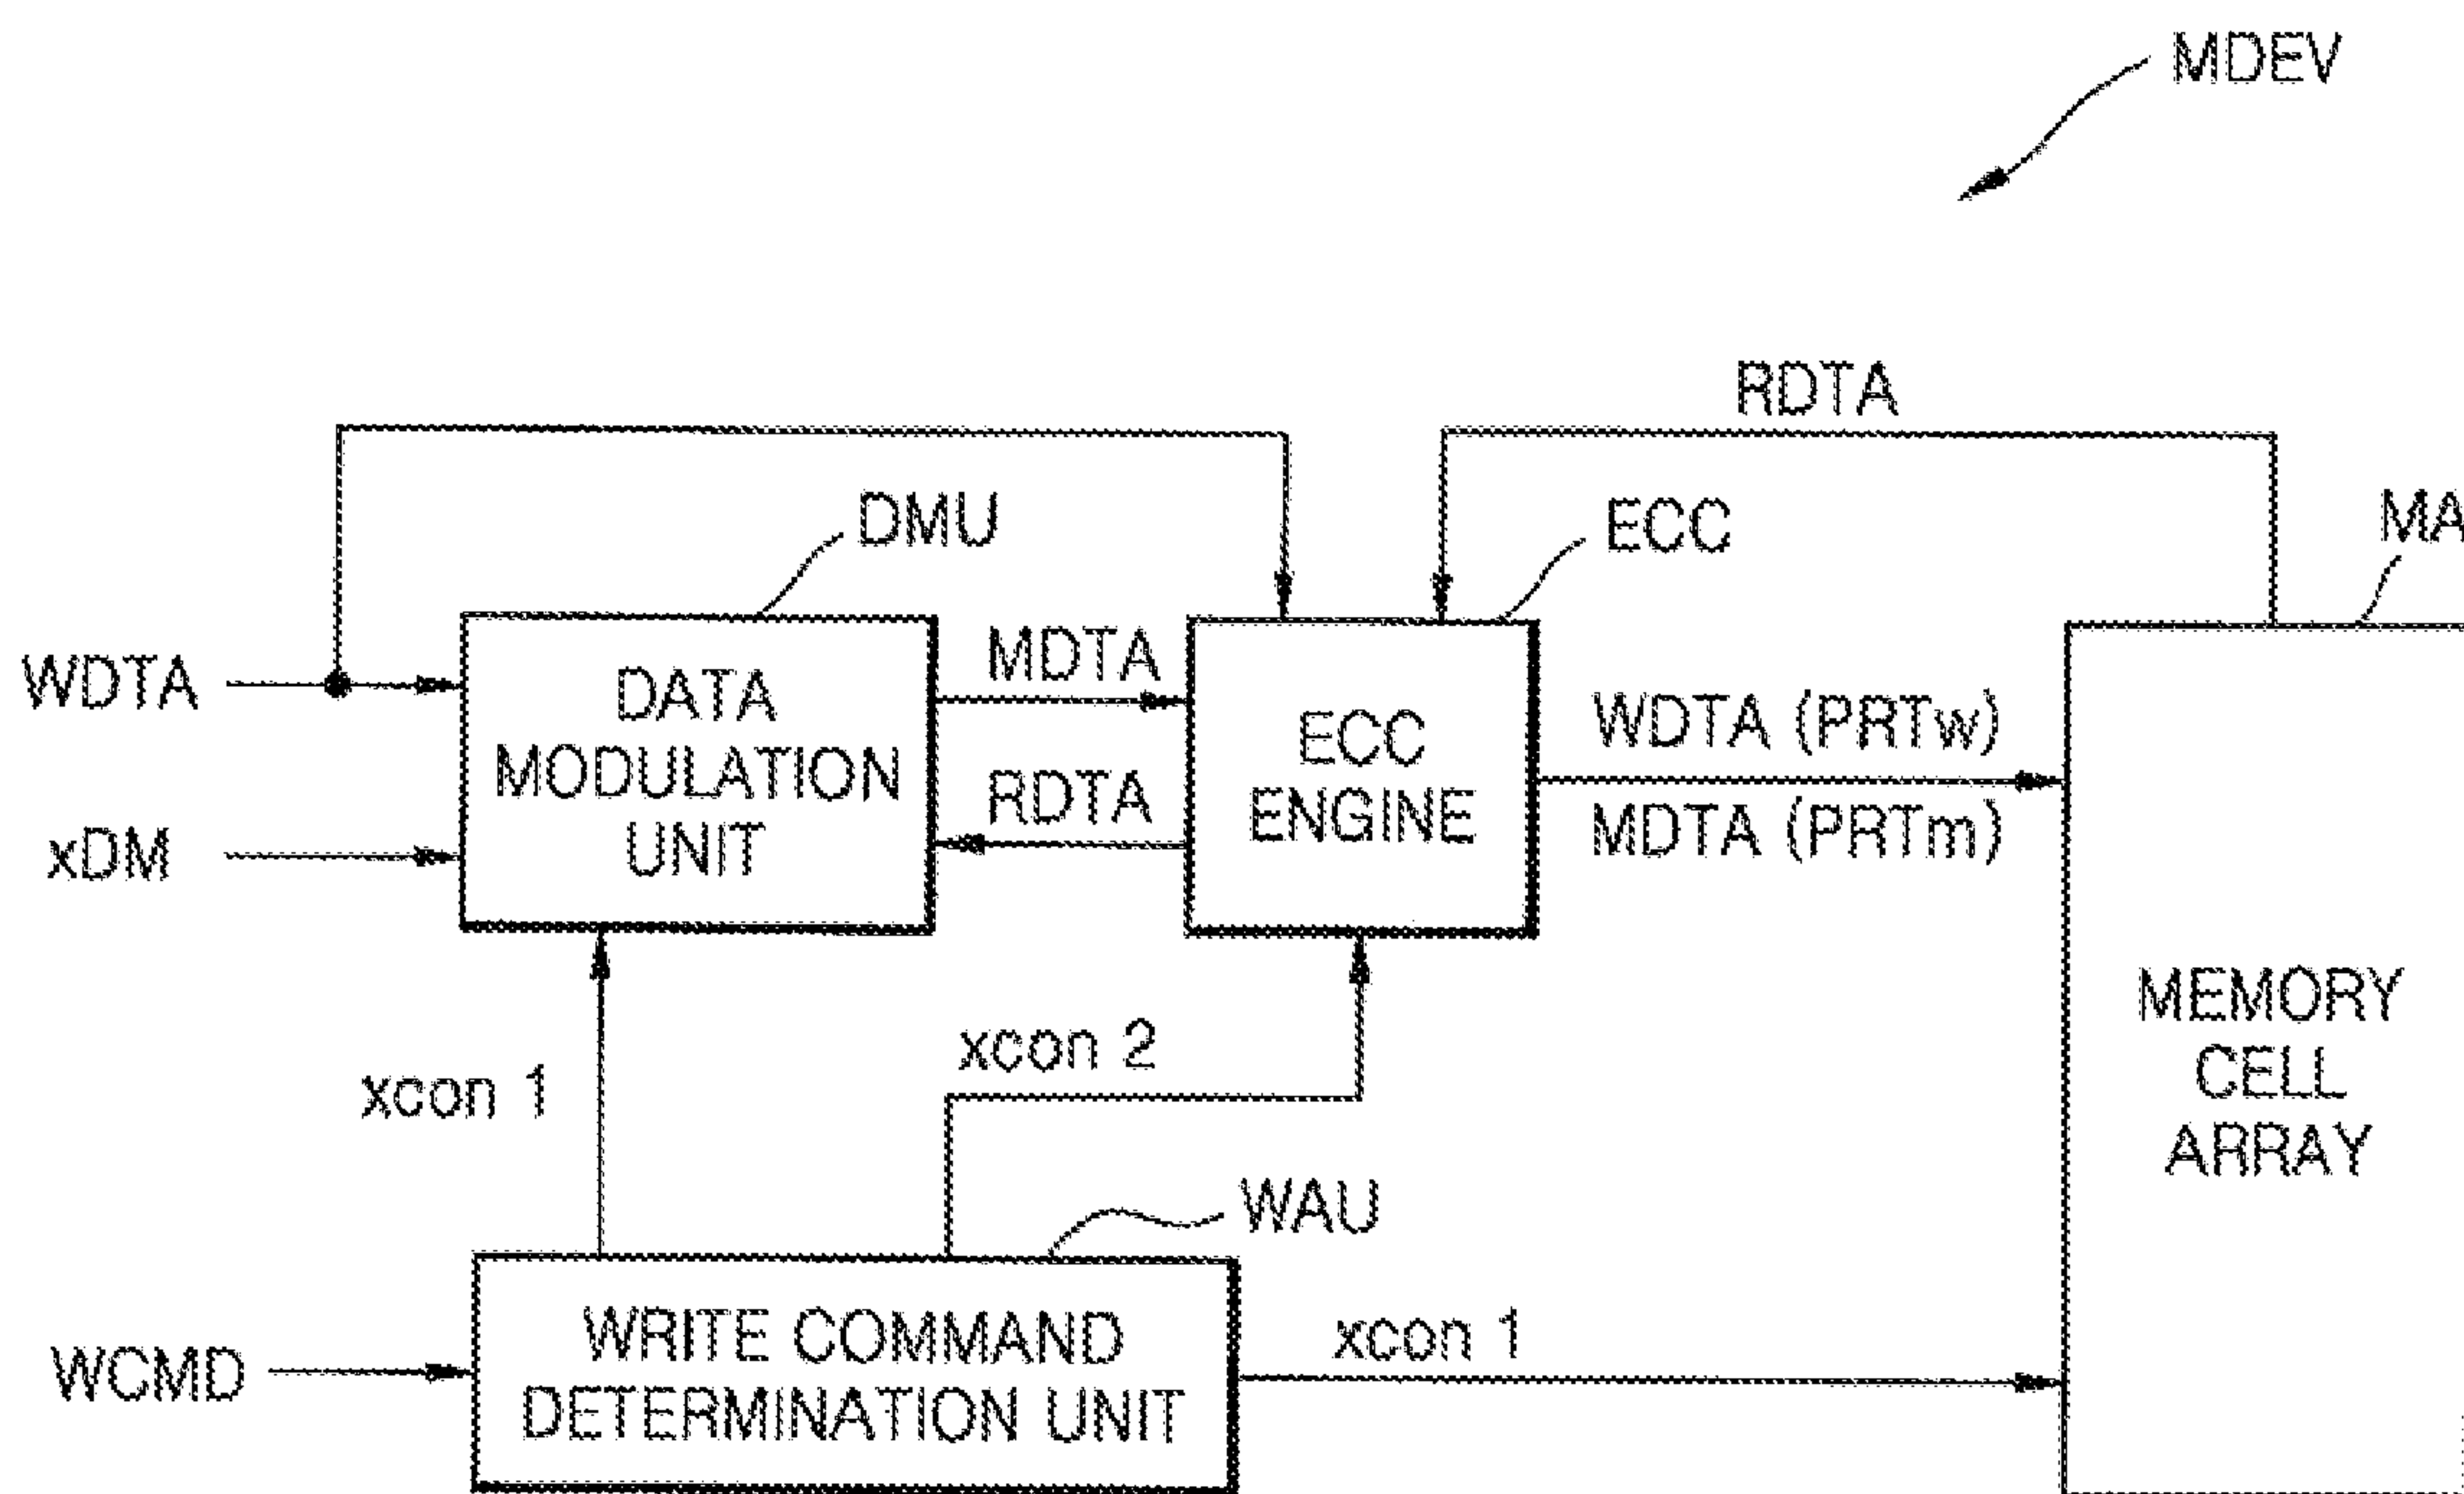 MDEV
RDTA
DMU
ECC
MA
WDTA
xDM
DATA
MODULATION
UNIT
MDTA
RDTA
ECC
ENGINE
WDTA (PRTw)
MDTA (PRTm)
MEMORY
CELL
ARRAY
xcon 1
xcon 2
WAU
WCMD
WRITE COMMAND
DETERMINATION UNIT
xcon 1